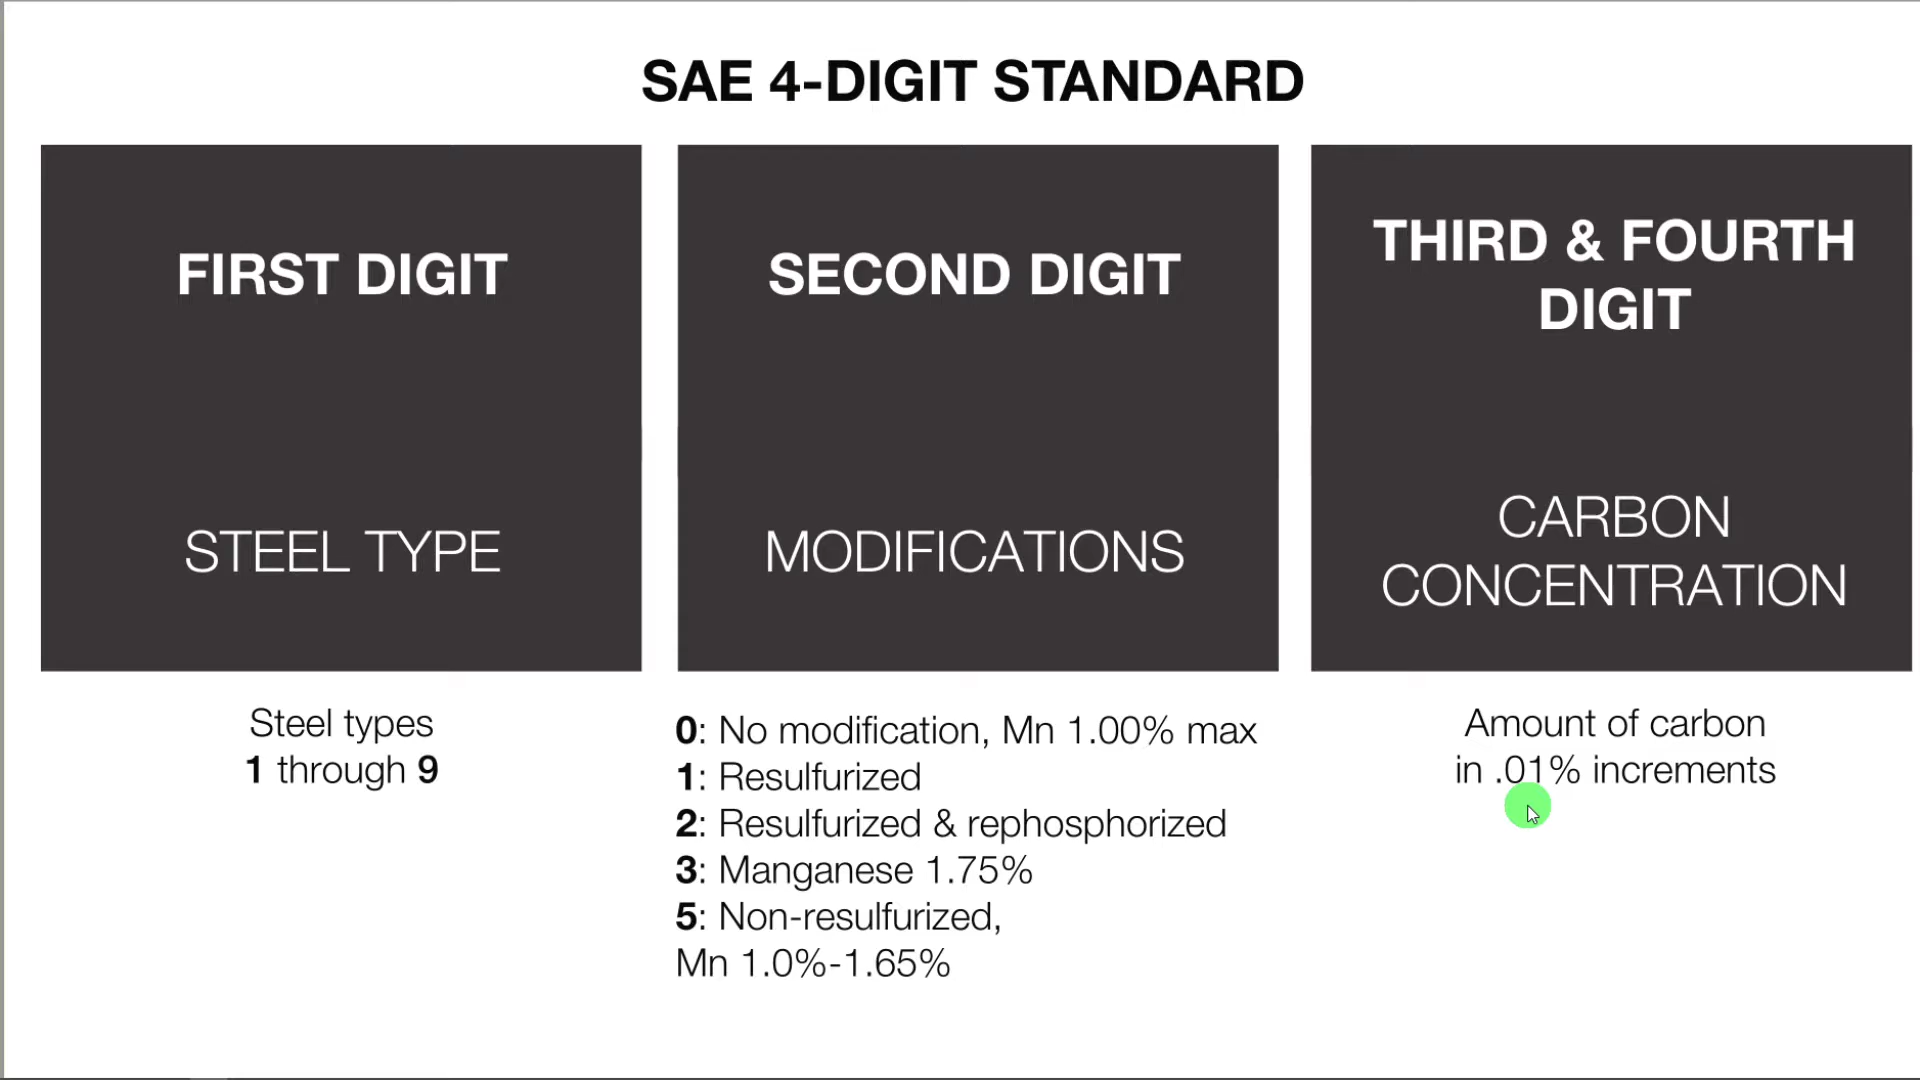 SAE 4-DIGIT STANDARD
FIRST DIGIT
STEEL TYPE
Steel types
1 through 9
SECOND DIGIT
MODIFICATIONS
0: No modification, Mn 1.00% max
1: Resulfurized
2: Resulfurized & rephosphorized
3: Manganese 1.75%
5: Non-resulfurized,
Mn 1.0%-1.65%
THIRD & FOURTH
DIGIT
CARBON
CONCENTRATION
Amount of carbon
in .01% increments